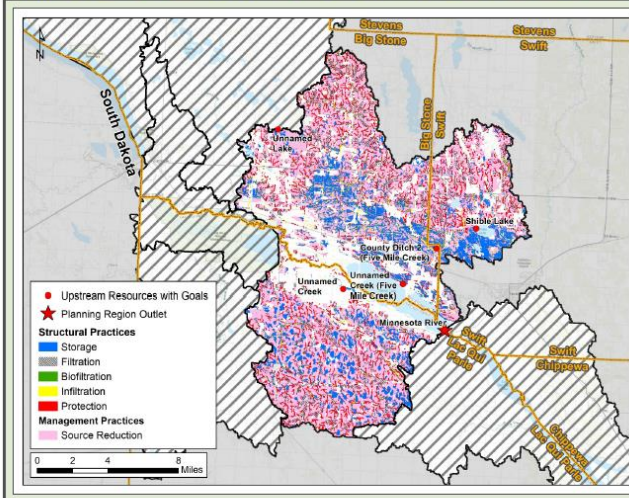 N
Stevens
Big Stone
Stevens
Swift
South Dakota
Big Stone
Swift
Unnamed
Lake
Shible Lake
County Ditch 2
(Five Mile Creek)
Unnamed
Creek (Five
Mile Creek)
Unnamed
Creek
Minnesota River
Swift
Lac Qui
Parle
Swift
Chippewa
Chippewa
Lac Qui Parle
Upstream Resources with Goals
Planning Region Outlet
Structural Practices
Storage
Filtration
Biofiltration
Infiltration
Protection
Management Practices
Source Reduction
0 2 4 8
Miles